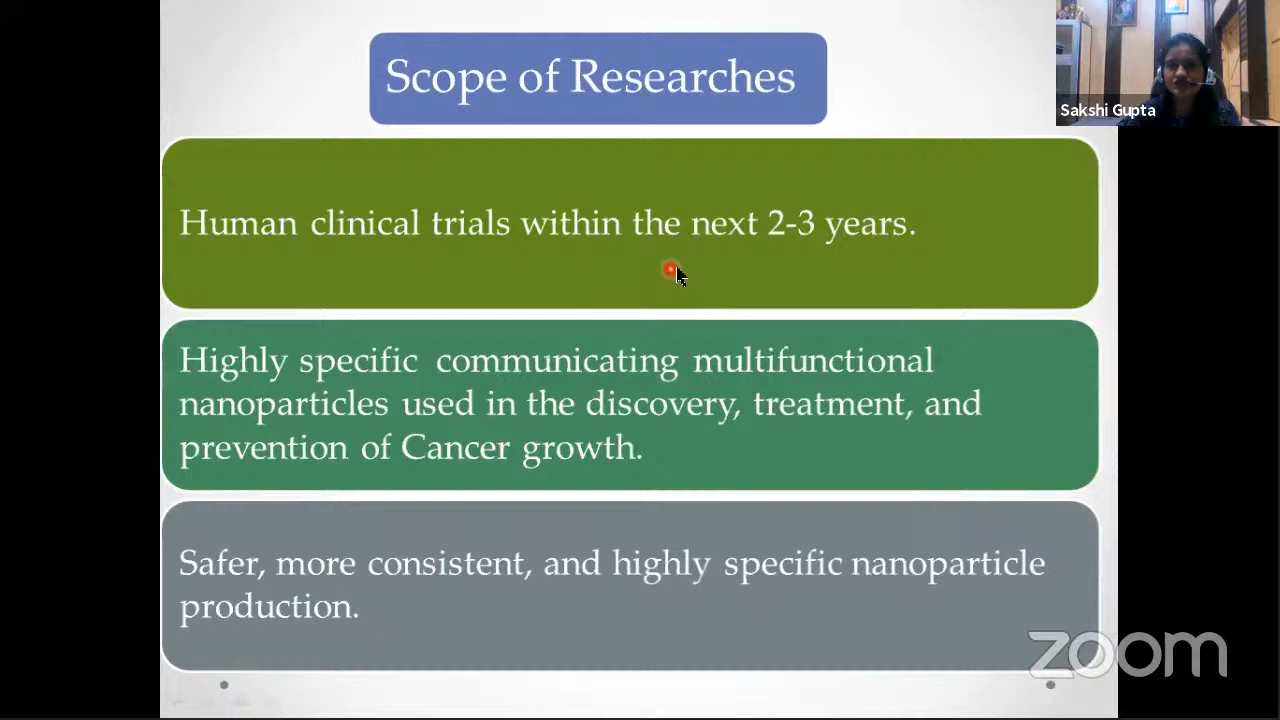 Scope of Researches
Sakshi Gupta
Human clinical trials within the next 2-3 years.
Highly specific communicating multifunctional
nanoparticles used in the discovery, treatment, and
prevention of Cancer growth.
Safer, more consistent, and highly specific nanoparticle
production.
zoom